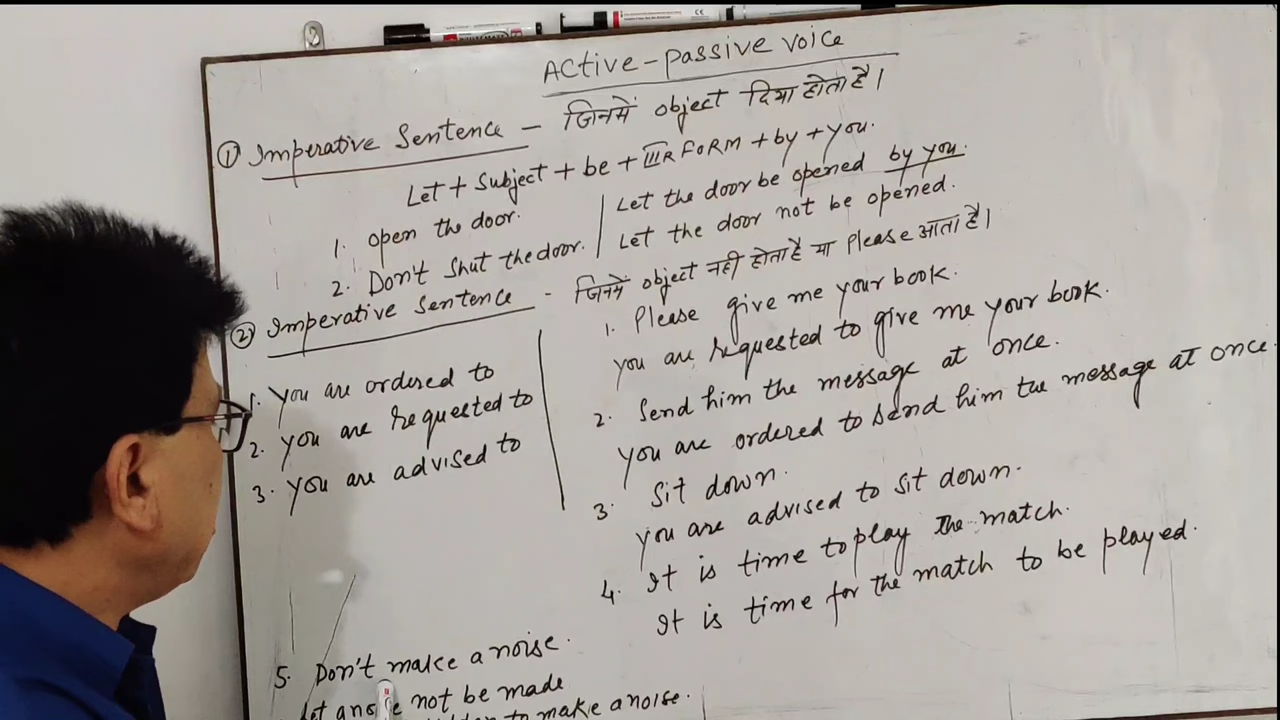 Active-passive voice
① Imperative Sentence - जिनमें object दिया होता है।
Let + Subject + be + IIIR FORM + by + you.
1. open the door. | Let the door be opened by you.
2. Don't shut the door. | Let the door not be opened.
② Imperative Sentence - जिनमें object नही होता है या Please आता है।
1. you are ordered to
2. you are requested to
3. you are advised to
1. Please give me your book.
you are requested to give me your book.
2. Send him the message at once.
you are ordered to send him the message at once.
3. Sit down.
you are advised to sit down.
4. It is time to play the match.
It is time for the match to be played.
5. Don't make a noise.
not be made
to make a noise.